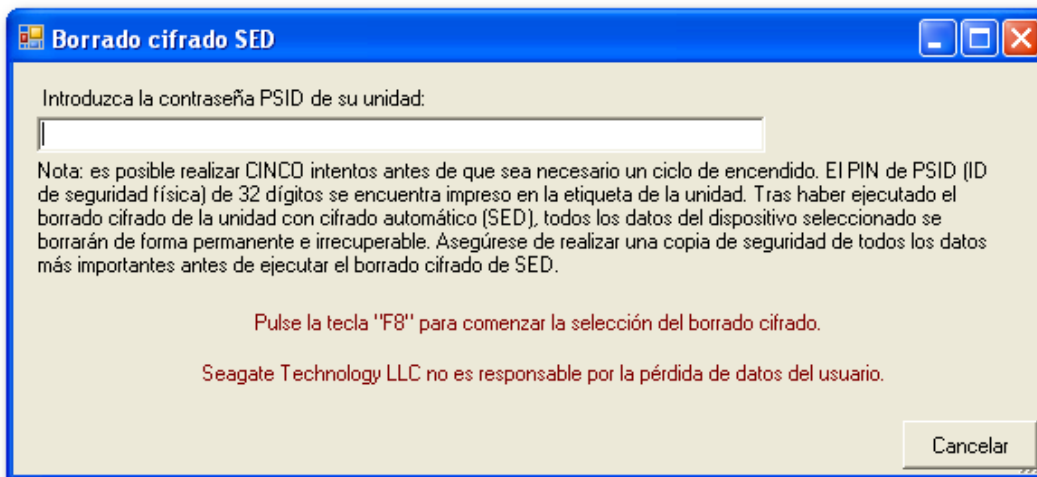 Borrado cifrado SED
Introduzca la contraseña PSID de su unidad:
Nota: es posible realizar CINCO intentos antes de que sea necesario un ciclo de encendido. El PIN de PSID (ID
de seguridad física) de 32 dígitos se encuentra impreso en la etiqueta de la unidad. Tras haber ejecutado el
borrado cifrado de la unidad con cifrado automático (SED), todos los datos del dispositivo seleccionado se
borrarán de forma permanente e irrecuperable. Asegúrese de realizar una copia de seguridad de todos los datos
más importantes antes de ejecutar el borrado cifrado de SED.
Pulse la tecla "F8" para comenzar la selección del borrado cifrado.
Seagate Technology LLC no es responsable por la pérdida de datos del usuario.
Cancelar